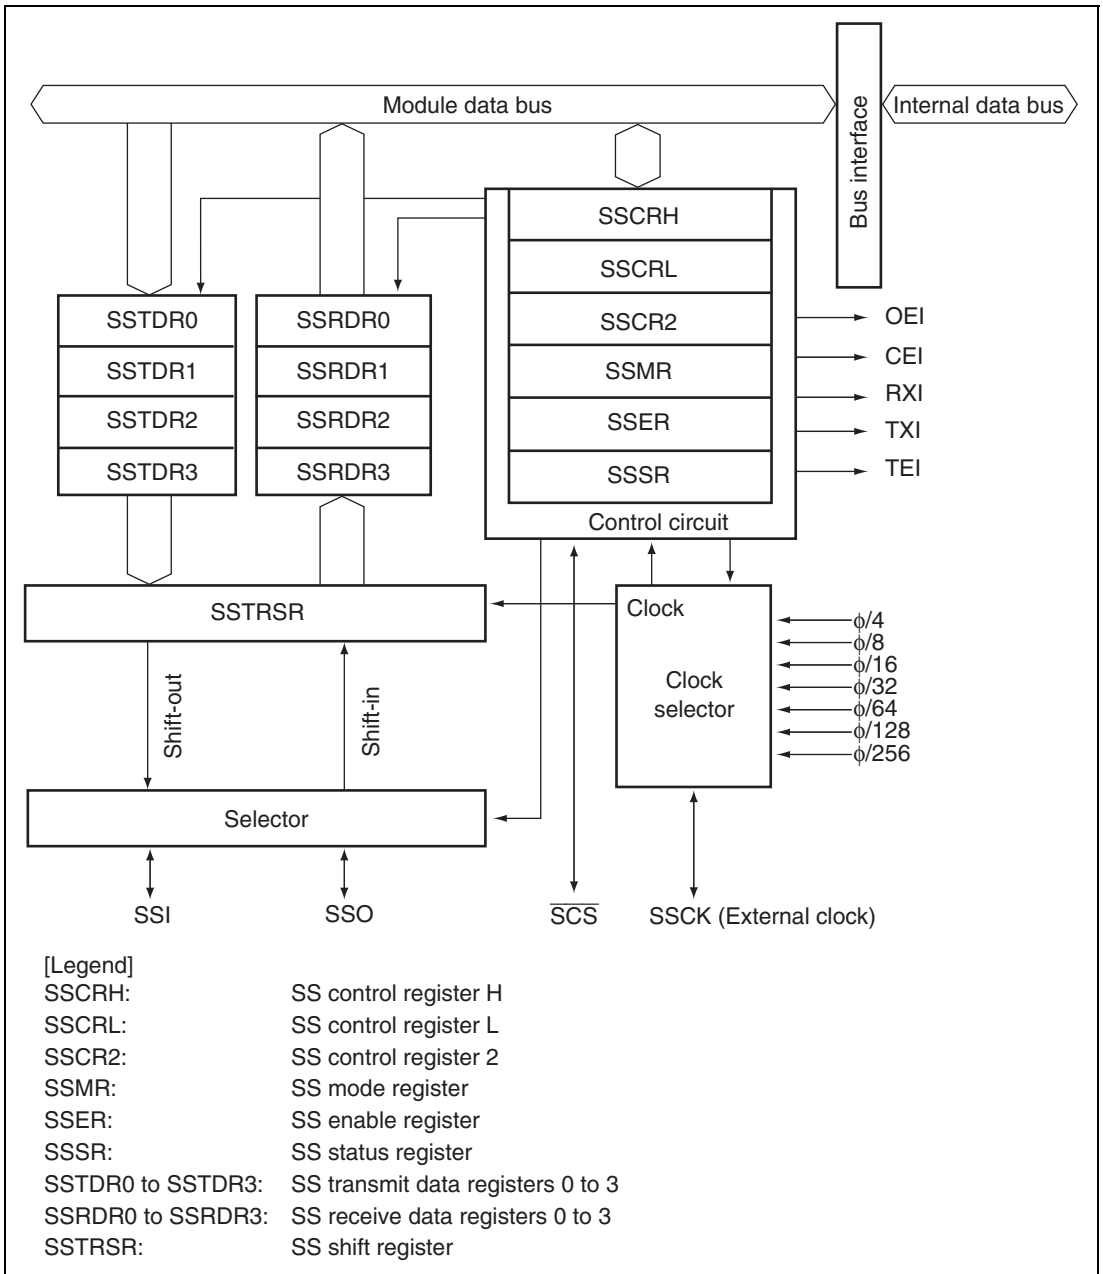 Module data bus
Bus interface
Internal data bus
SSCRH
SSCRL
SSCR2
SSMR
SSER
SSSR
Control circuit
SSTDR0
SSTDR1
SSTDR2
SSTDR3
SSRDR0
SSRDR1
SSRDR2
SSRDR3
OEI
CEI
RXI
TXI
TEI
SSTRSR
Clock
Clock
selector
ϕ/4
ϕ/8
ϕ/16
ϕ/32
ϕ/64
ϕ/128
ϕ/256
Shift-out
Shift-in
Selector
SSI
SSO
S̅C̅S̅
SSCK (External clock)
[Legend]
SSCRH: SS control register H
SSCRL: SS control register L
SSCR2: SS control register 2
SSMR: SS mode register
SSER: SS enable register
SSSR: SS status register
SSTDR0 to SSTDR3: SS transmit data registers 0 to 3
SSRDR0 to SSRDR3: SS receive data registers 0 to 3
SSTRSR: SS shift register